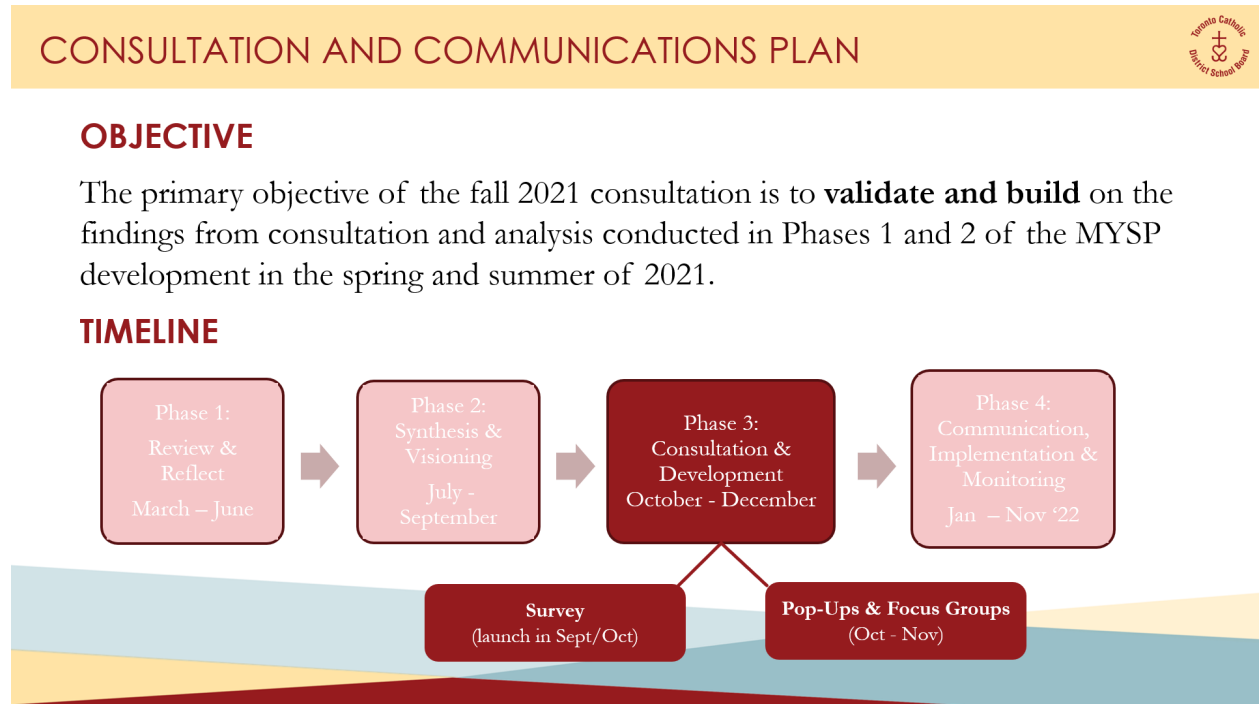 CONSULTATION AND COMMUNICATIONS PLAN
Toronto Catholic
District School Board
OBJECTIVE
The primary objective of the fall 2021 consultation is to validate and build on the
findings from consultation and analysis conducted in Phases 1 and 2 of the MYSP
development in the spring and summer of 2021.
TIMELINE
Phase 1:
Review &
Reflect
March – June
Phase 2:
Synthesis &
Visioning
July -
September
Phase 3:
Consultation &
Development
October - December
Phase 4:
Communication,
Implementation &
Monitoring
Jan – Nov ‘22
Survey
(launch in Sept/Oct)
Pop-Ups & Focus Groups
(Oct - Nov)